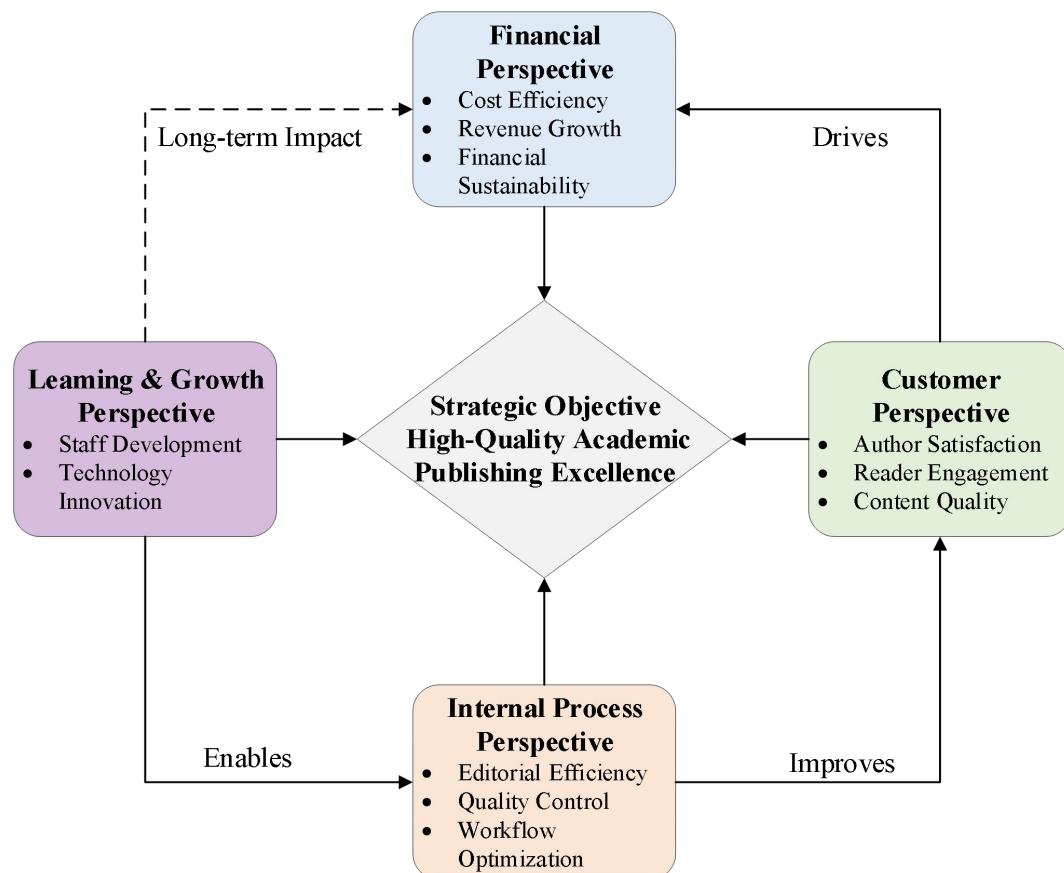 Financial
Perspective
• Cost Efficiency
• Revenue Growth
• Financial
Sustainability
Long-term Impact
Drives
Leaming & Growth
Perspective
• Staff Development
• Technology
Innovation
Strategic Objective
High-Quality Academic
Publishing Excellence
Customer
Perspective
• Author Satisfaction
• Reader Engagement
• Content Quality
Internal Process
Perspective
• Editorial Efficiency
• Quality Control
• Workflow
Optimization
Enables
Improves